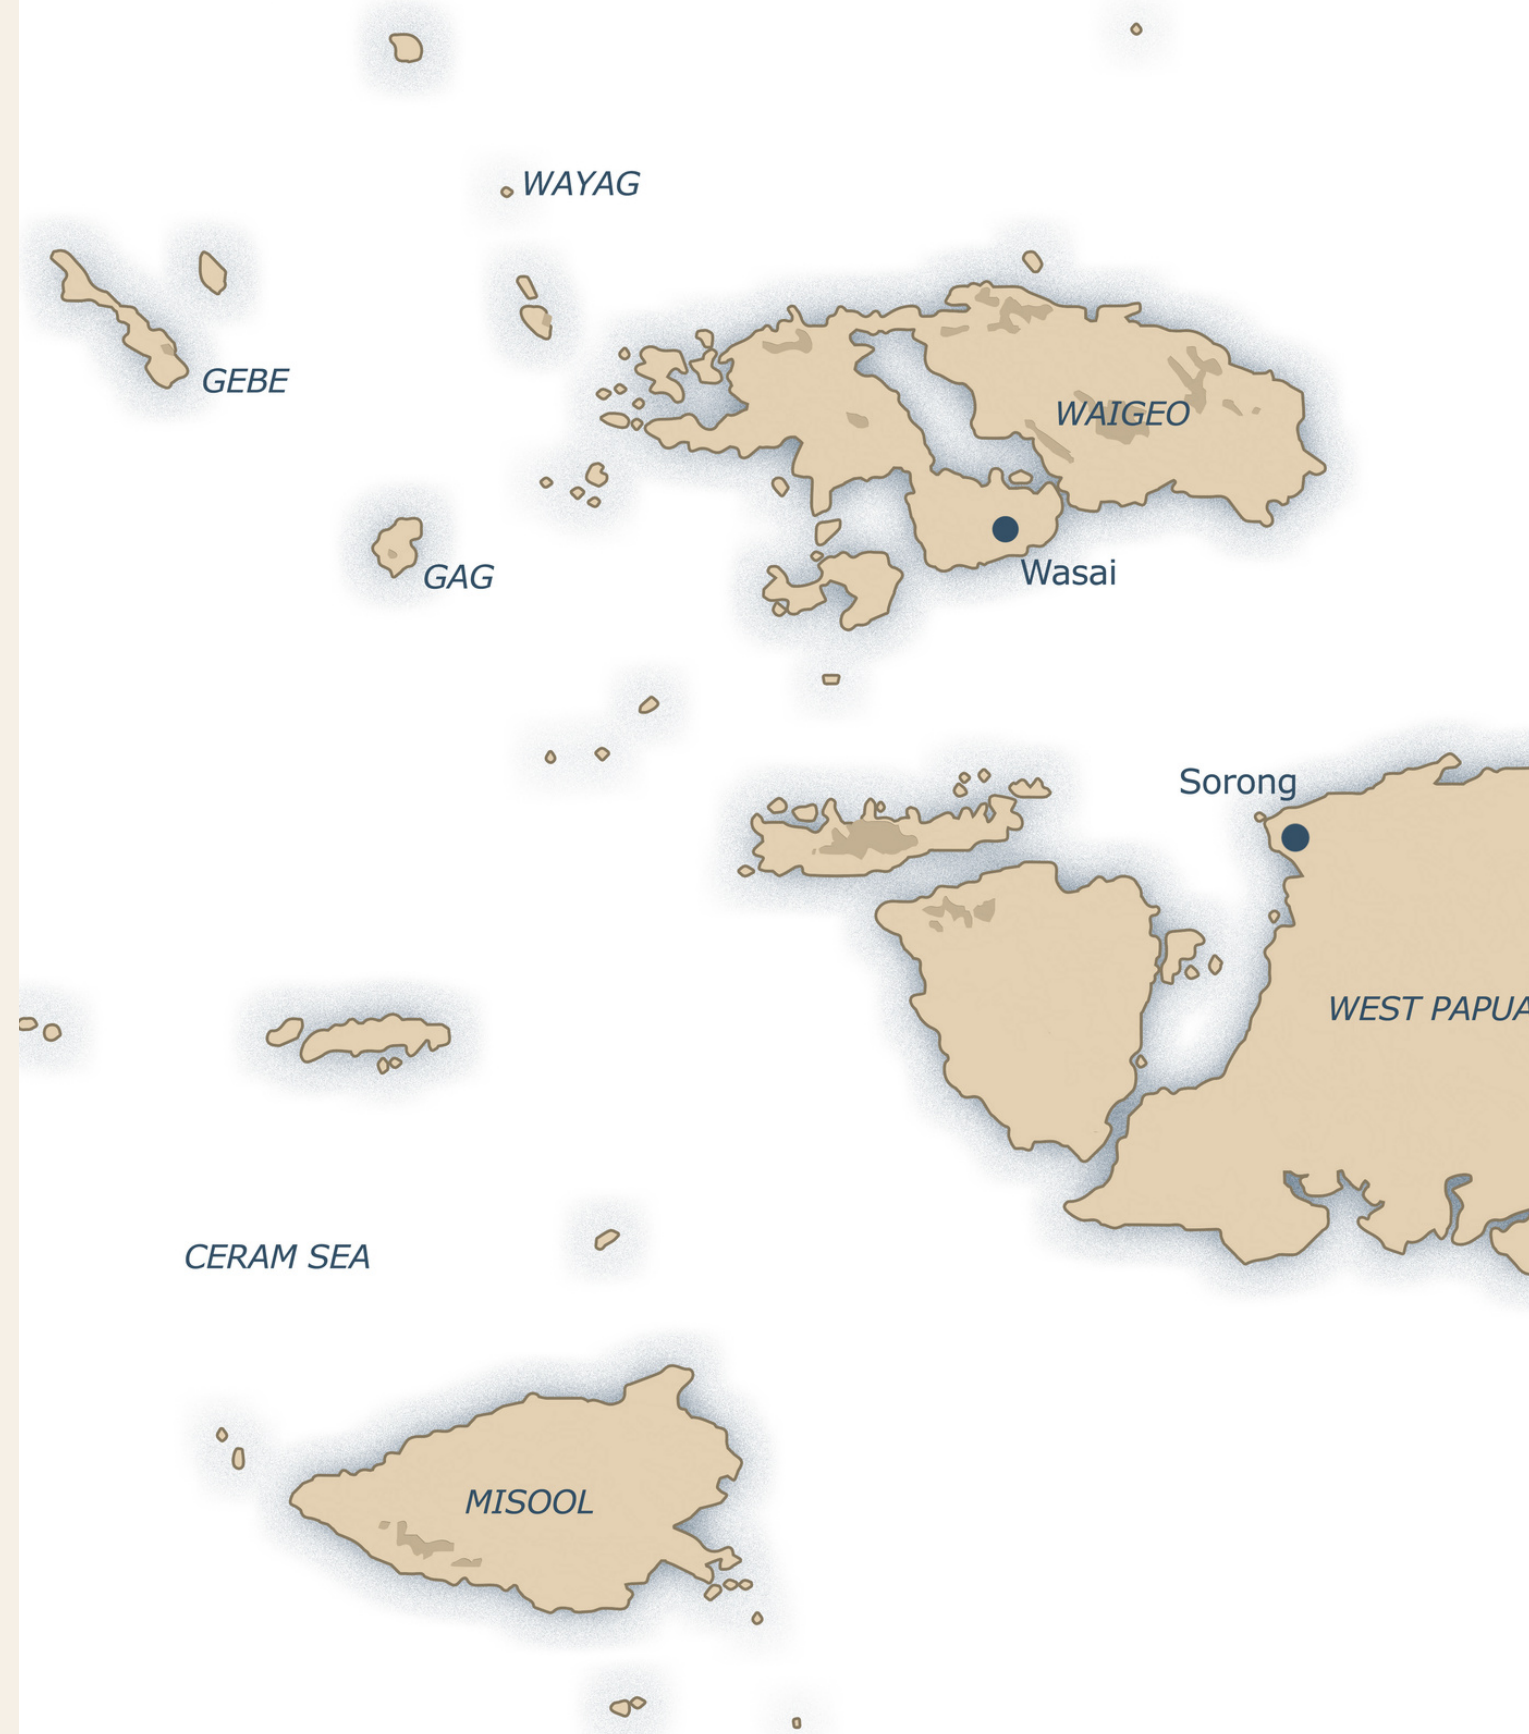 WAYAG
GEBE
WAIGEO
GAG
Wasai
Sorong
WEST PAPUA
CERAM SEA
MISOOL